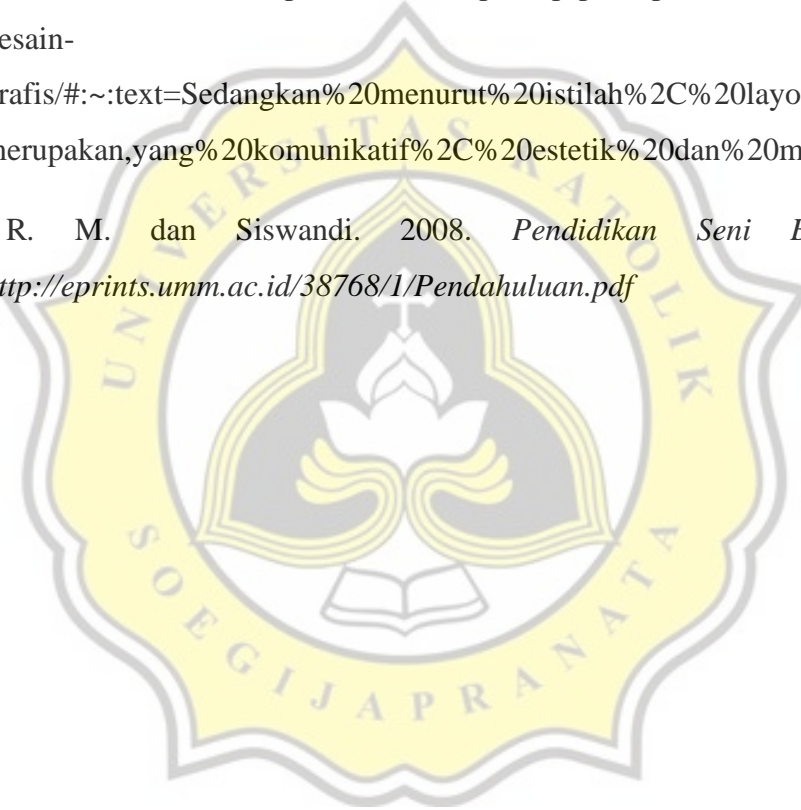 esain-
rafis/#:~:text=Sedangkan%20menurut%20istilah%2C%20layo
nerupakan,yang%20komunikatif%2C%20estetik%20dan%20m
R. M. dan Siswandi. 2008. Pendidikan Seni B
ttp://eprints.umm.ac.id/38768/1/Pendahuluan.pdf
UNIVERSITAS KATOLIK
SOEGIJAPRANATA